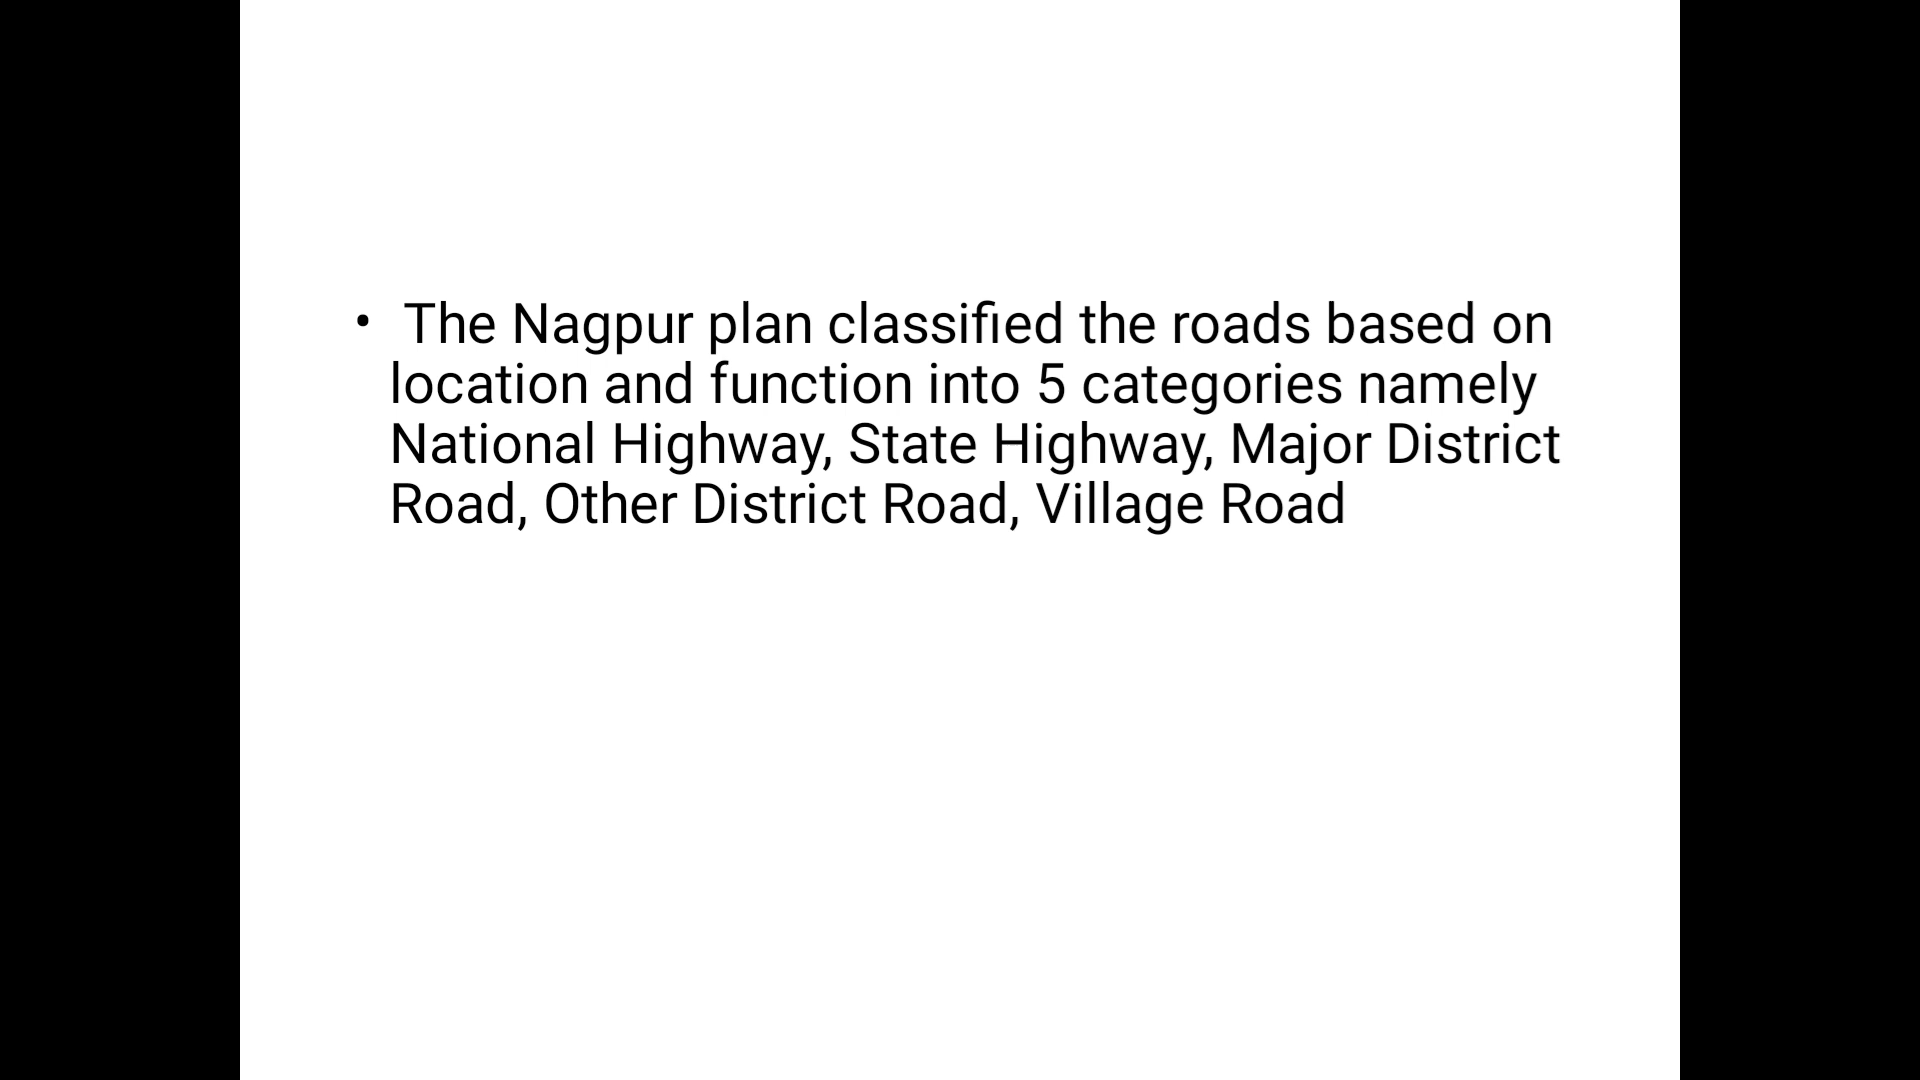 • The Nagpur plan classified the roads based on
location and function into 5 categories namely
National Highway, State Highway, Major District
Road, Other District Road, Village Road